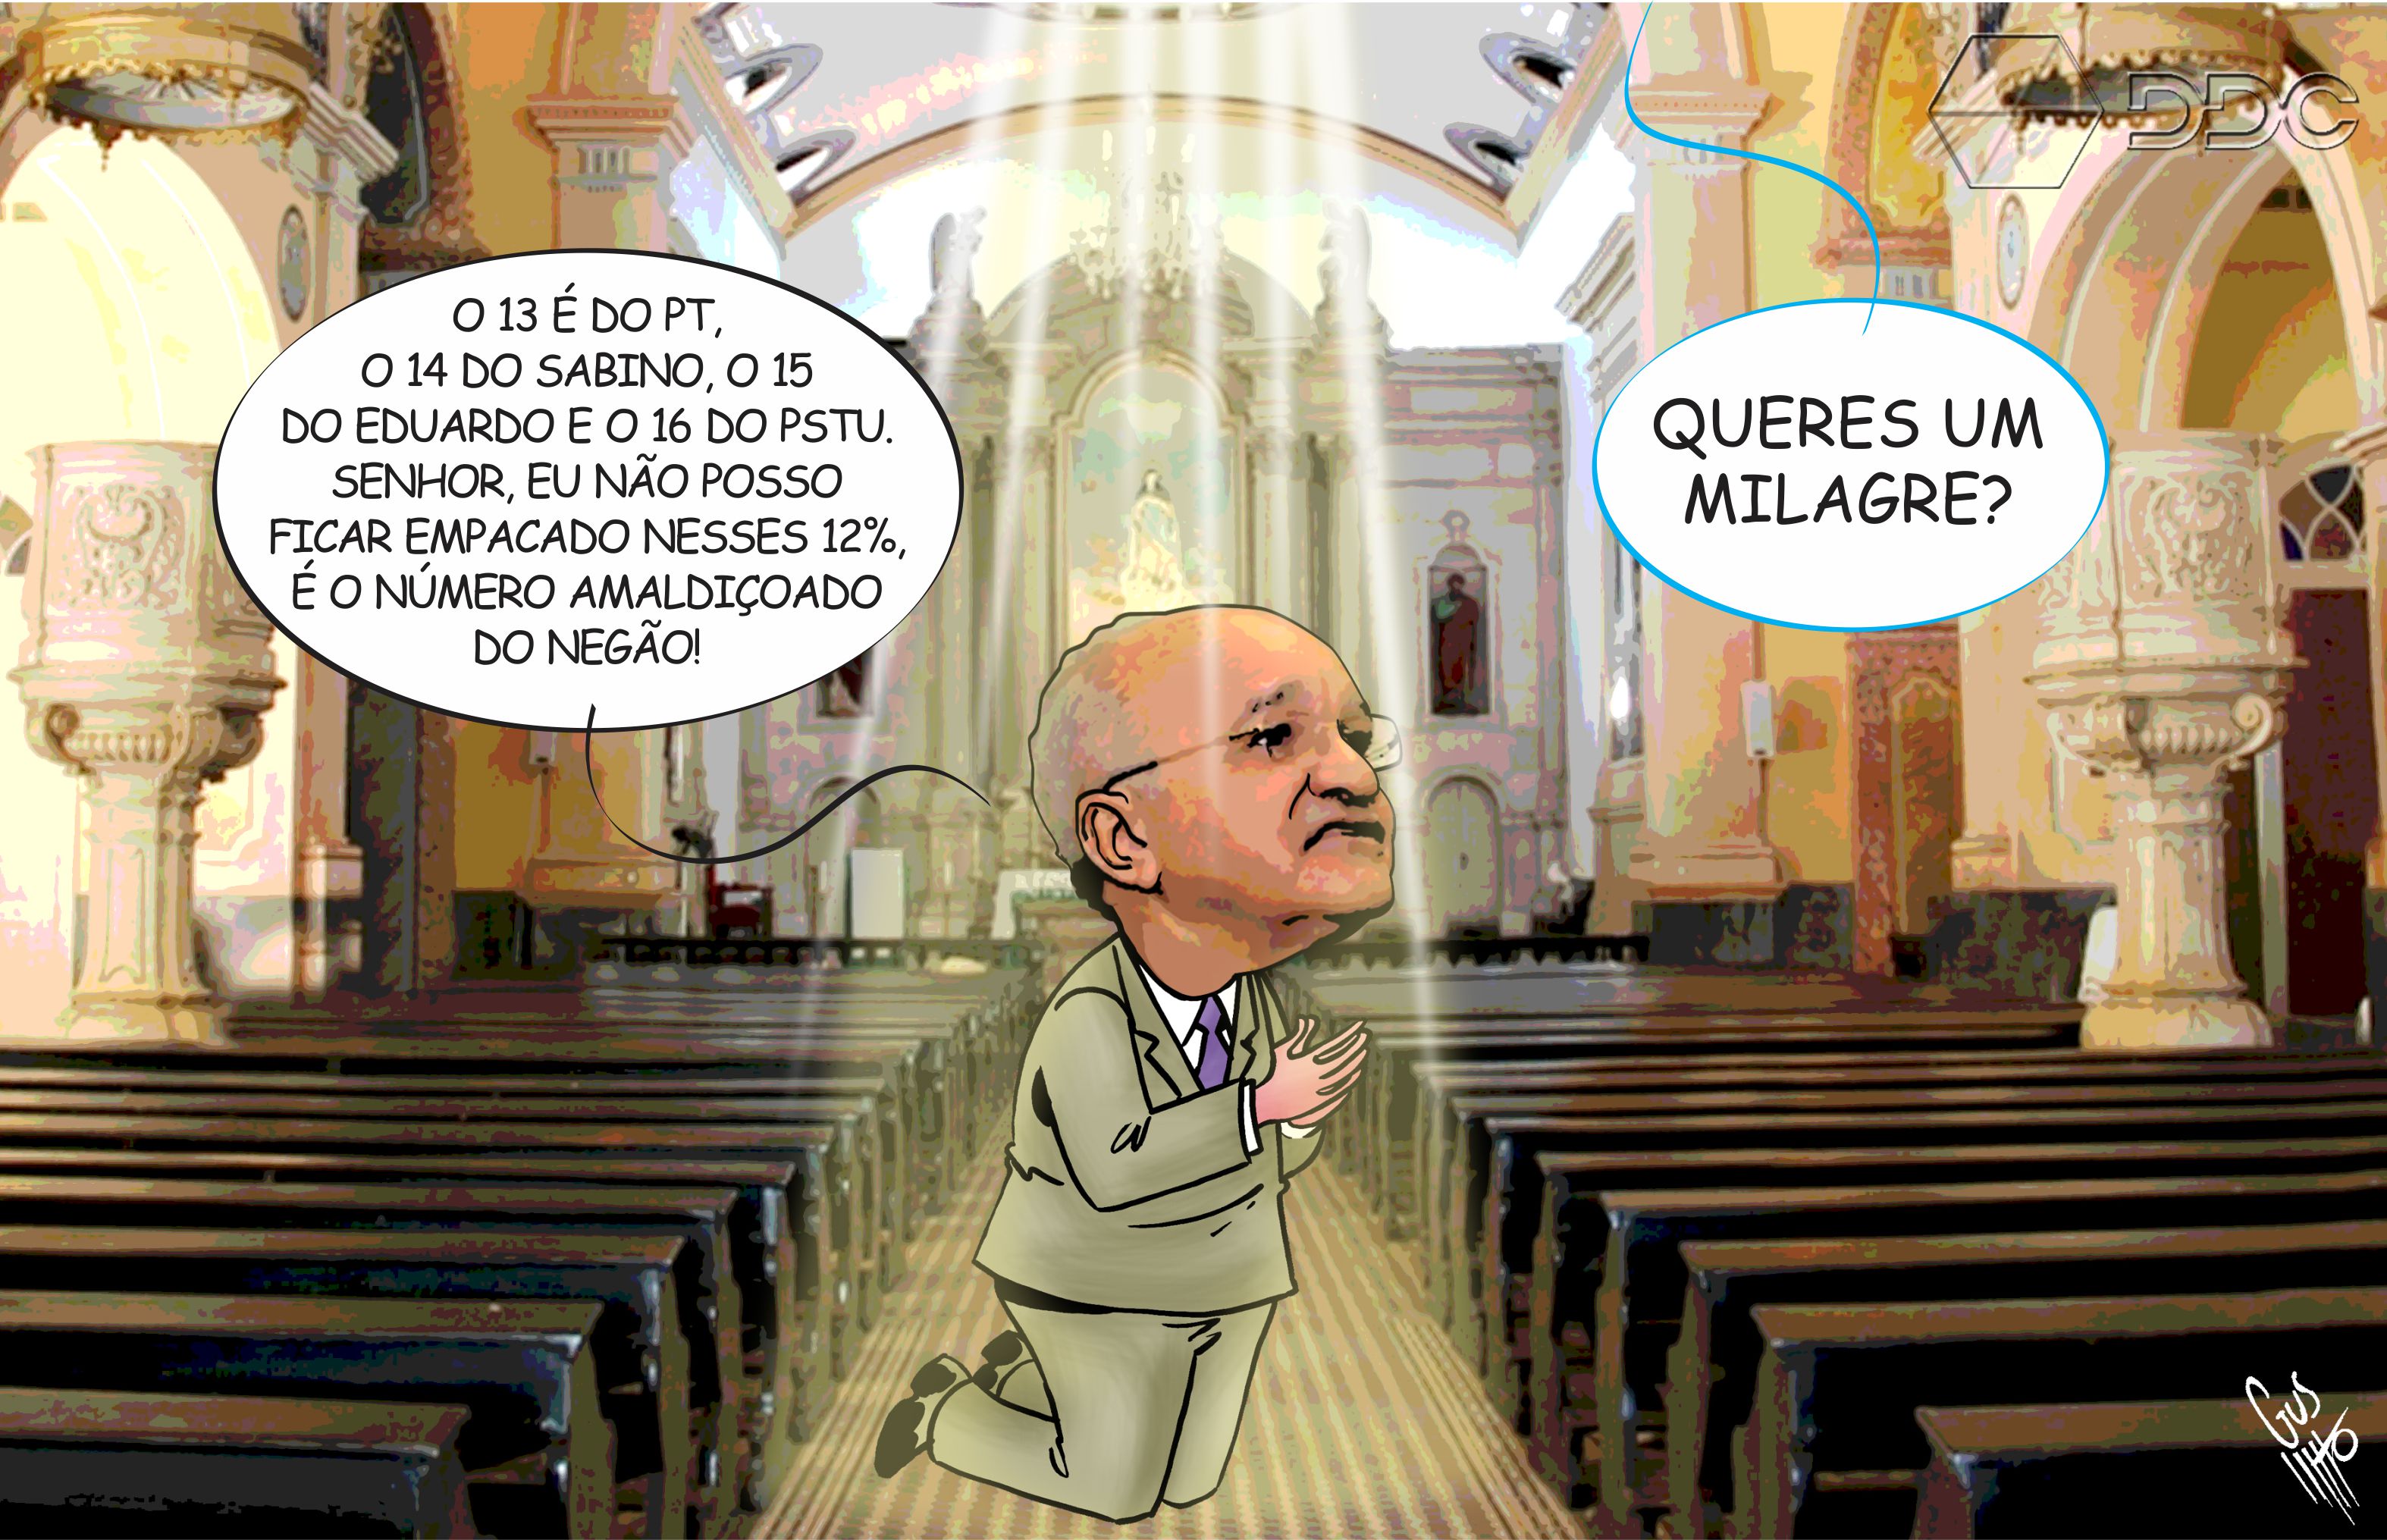 O 13 É DO PT,
O 14 DO SABINO, O 15
DO EDUARDO E O 16 DO PSTU.
SENHOR, EU NÃO POSSO
FICAR EMPACADO NESSES 12%,
É O NÚMERO AMALDIÇOADO
DO NEGÃO!
QUERES UM
MILAGRE?
DDC